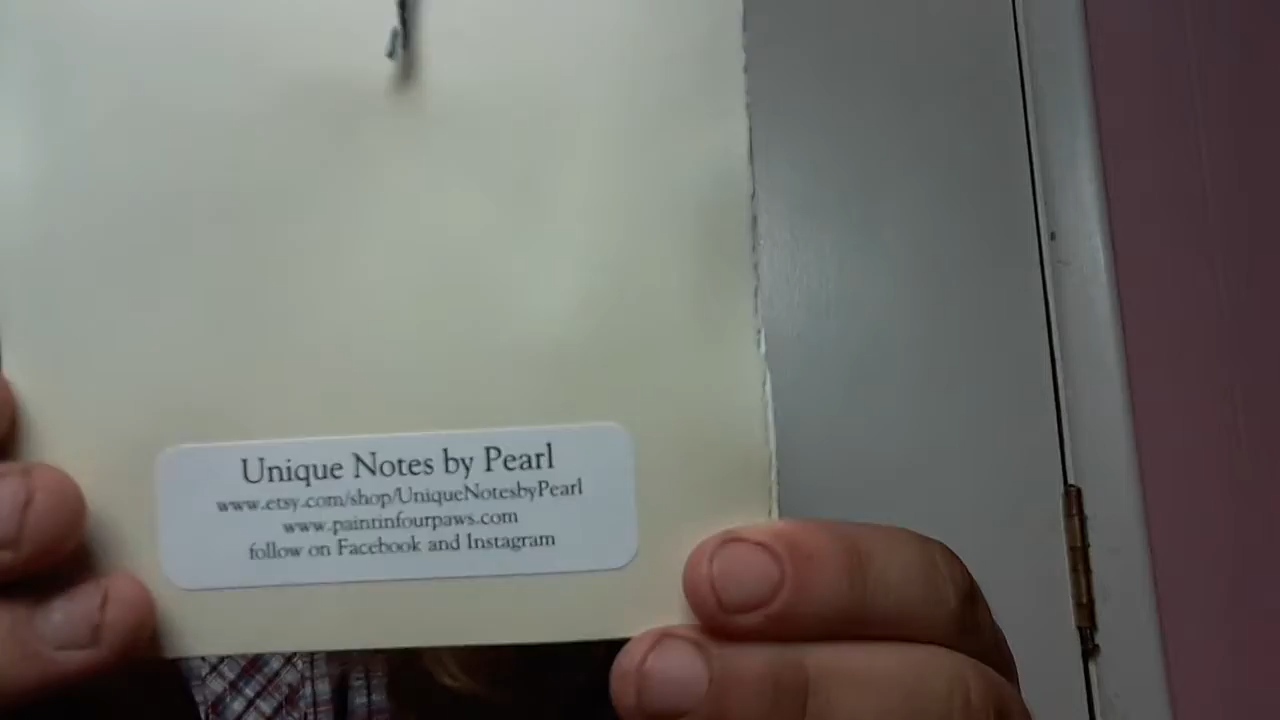 Unique Notes by Pearl
www.etsy.com/shop/UniqueNotesbyPearl
www.paintinfourpaws.com
follow on Facebook and Instagram